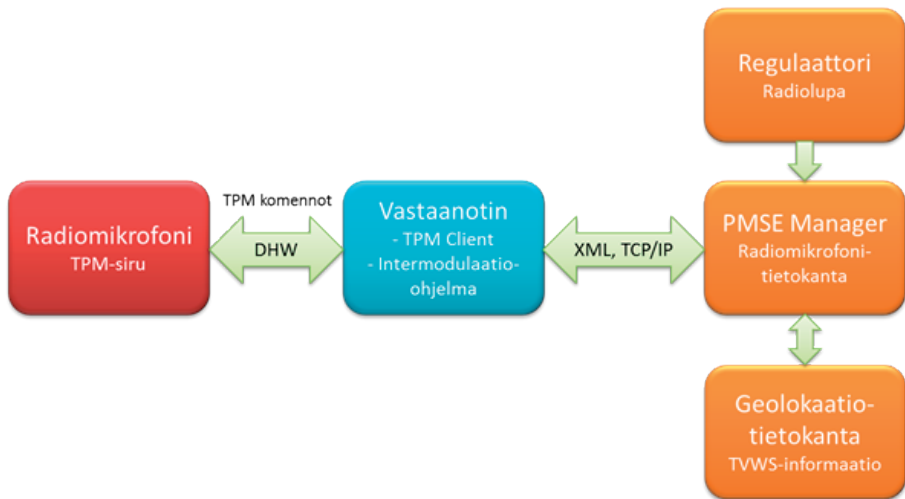 Regulaattori
Radiolupa
Radiomikrofoni
TPM-siru
TPM komennot
DHW
Vastaanotin
- TPM Client
- Intermodulaatio-
ohjelma
XML, TCP/IP
PMSE Manager
Radiomikrofoni-
tietokanta
Geolokaatio-
tietokanta
TVWS-informaatio